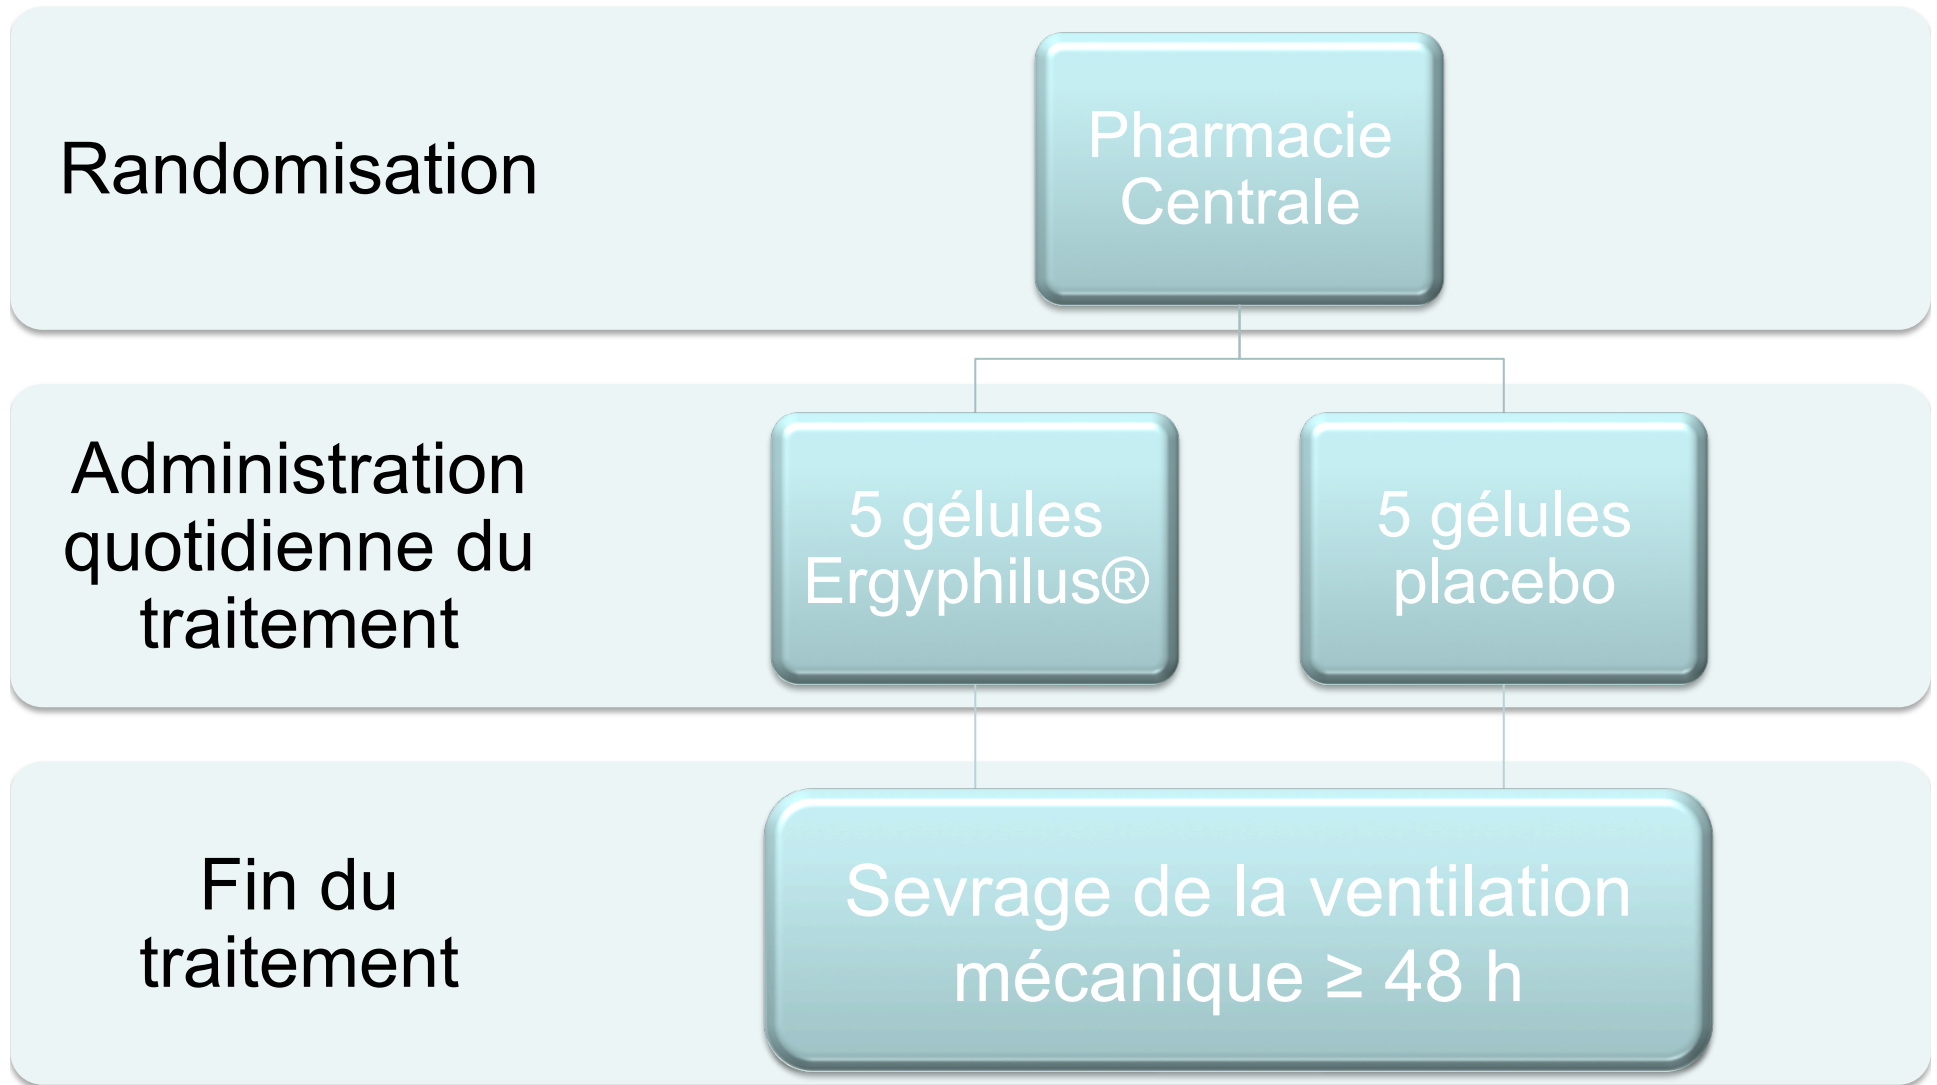 Randomisation
Pharmacie
Centrale
Administration
quotidienne du
traitement
5 gélules
Ergyphilus®
5 gélules
placebo
Fin du
traitement
Sevrage de la ventilation
mécanique ≥ 48 h